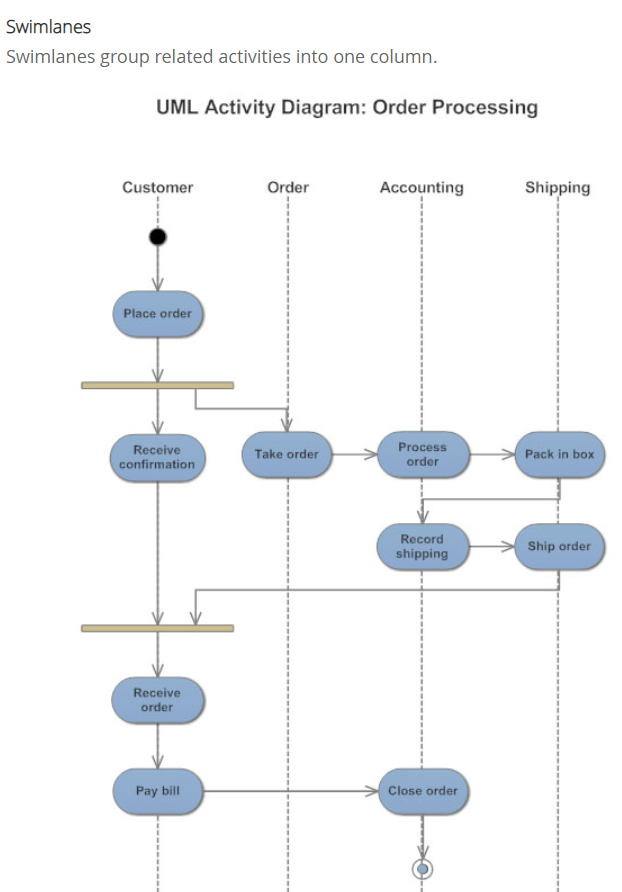 Swimlanes
Swimlanes group related activities into one column.
UML Activity Diagram: Order Processing
Customer
Order
Accounting
Shipping
Place order
Receive
confirmation
Take order
Process
order
Pack in box
Record
shipping
Ship order
Receive
order
Pay bill
Close order